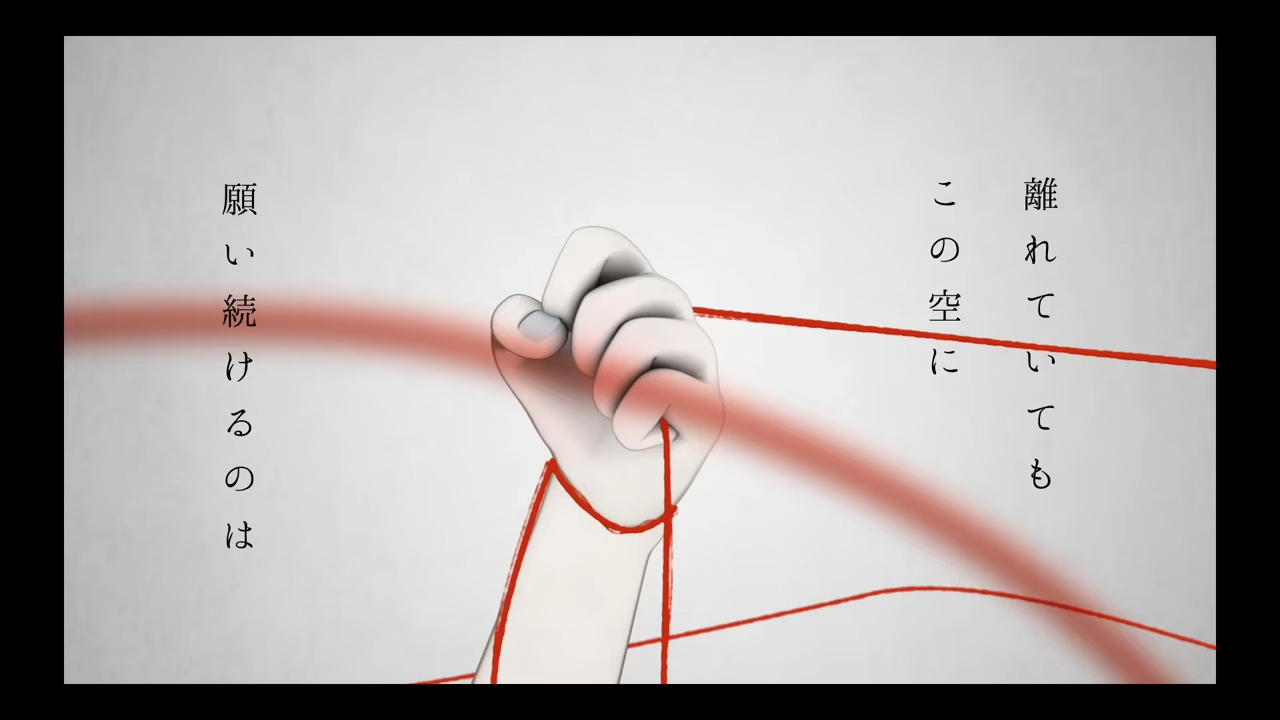 離れていても
この空に
願い続けるのは